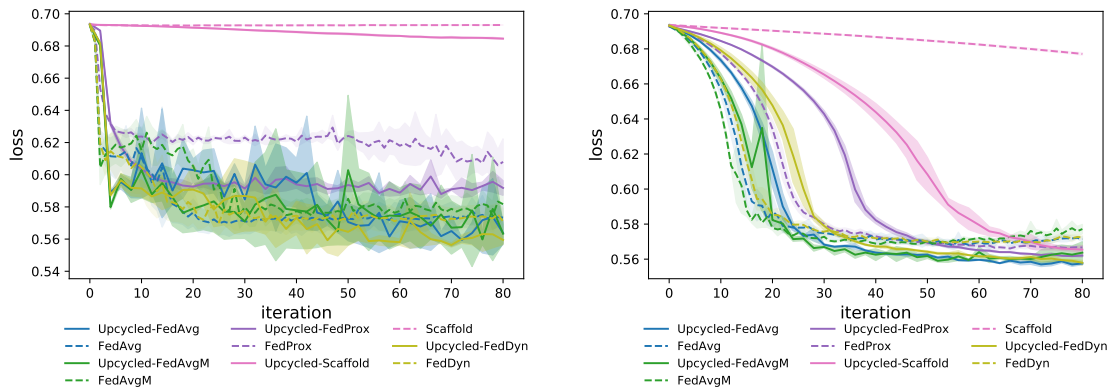 0.70
0.68
0.66
0.64
0.62
0.60
0.58
0.56
0.54
loss
0 10 20 30 40 50 60 70 80
iteration
Upcycled-FedAvg Upcycled-FedProx Scaffold
FedAvg FedProx Upcycled-FedDyn
Upcycled-FedAvgM Upcycled-Scaffold FedDyn
FedAvgM
0.70
0.68
0.66
0.64
0.62
0.60
0.58
0.56
loss
0 10 20 30 40 50 60 70 80
iteration
Upcycled-FedAvg Upcycled-FedProx Scaffold
FedAvg FedProx Upcycled-FedDyn
Upcycled-FedAvgM Upcycled-Scaffold FedDyn
FedAvgM